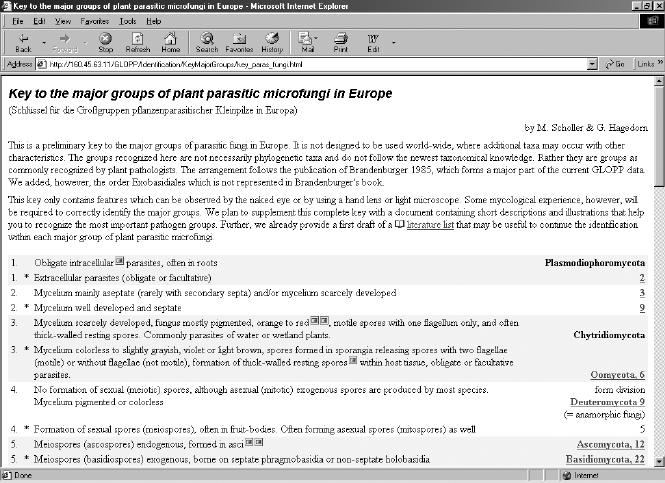 Key to the major groups of plant parasitic microfungi in Europe - Microsoft Internet Explorer
File Edit View Favorites Tools Help
Back Forward Stop Refresh Home Search Favorites History Mail Print Edit
Address http://160.45.63.11/GLOPP/Identification/KeyMajorGroups/key_paras_fungi.html Go Links »
Key to the major groups of plant parasitic microfungi in Europe
(Schlüssel für die Großgruppen pflanzenparasitischer Kleinpilze in Europa)
by M. Scholler & G. Hagedorn
This is a preliminary key to the major groups of parasitic fungi in Europe. It is not designed to be used world-wide, where additional taxa may occur with other
characteristics. The groups recognized here are not necessarily phylogenetic taxa and do not follow the newest taxonomical knowledge. Rather they are groups as
commonly recognized by plant pathologists. The arrangement follows the publication of Brandenburger 1985, which forms a major part of the current GLOPP data.
We added, however, the order Exobasidiales which is not represented in Brandenburger's book.
This key only contains features which can be observed by the naked eye or by using a hand lens or light microscope. Some mycological experience, however, will
be required to correctly identify the major groups. We plan to supplement this complete key with a document containing short descriptions and illustrations that help
you to recognize the most important pathogen groups. Further, we already provide a first draft of a literature list that may be useful to continue the identification
within each major group of plant parasitic microfungi.
1. Obligate intracellular parasites, often in roots Plasmodiophoromycota
1. * Extracellular parasites (obligate or facultative) 2
2. Mycelium mainly aseptate (rarely with secondary septa) and/or mycelium scarcely developed 3
2. * Mycelium well developed and septate 9
3. Mycelium scarcely developed, fungus mostly pigmented, orange to red, motile spores with one flagellum only, and often
thick-walled resting spores. Commonly parasites of water or wetland plants. Chytridiomycota
3. * Mycelium colorless to slightly grayish, violet or light brown, spores formed in sporangia releasing spores with two flagellae
(motile) or without flagellae (not motile), formation of thick-walled resting spores within host tissue, obligate or facultative
parasites. Oomycota, 6
4. No formation of sexual (meiotic) spores, although asexual (mitotic) exogenous spores are produced by most species. form division
Mycelium pigmented or colorless Deuteromycota 9
(= anamorphic fungi)
4. * Formation of sexual spores (meiospores), often in fruit-bodies. Often forming asexual spores (mitospores) as well 5
5. Meiospores (ascospores) endogenous, formed in asci Ascomycota, 12
5. * Meiospores (basidiospores) exogenous, borne on septate phragmobasidia or non-septate holobasidia Basidiomycota, 22
Done Internet